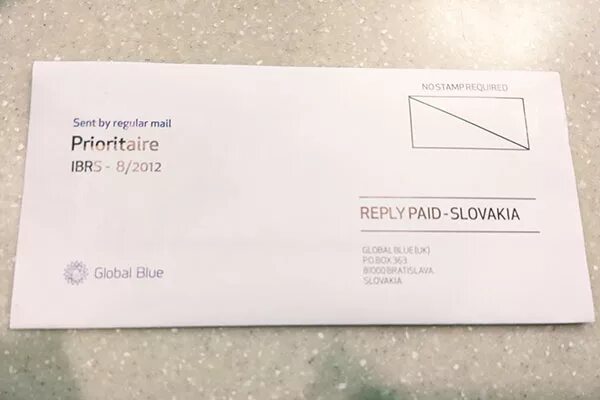 NO STAMP REQUIRED
Sent by regular mail
Prioritaire
IBRS - 8/2012
REPLY PAID - SLOVAKIA
GLOBAL BLUE (UK)
P.O. BOX 363
81000 BRATISLAVA
SLOVAKIA
Global Blue